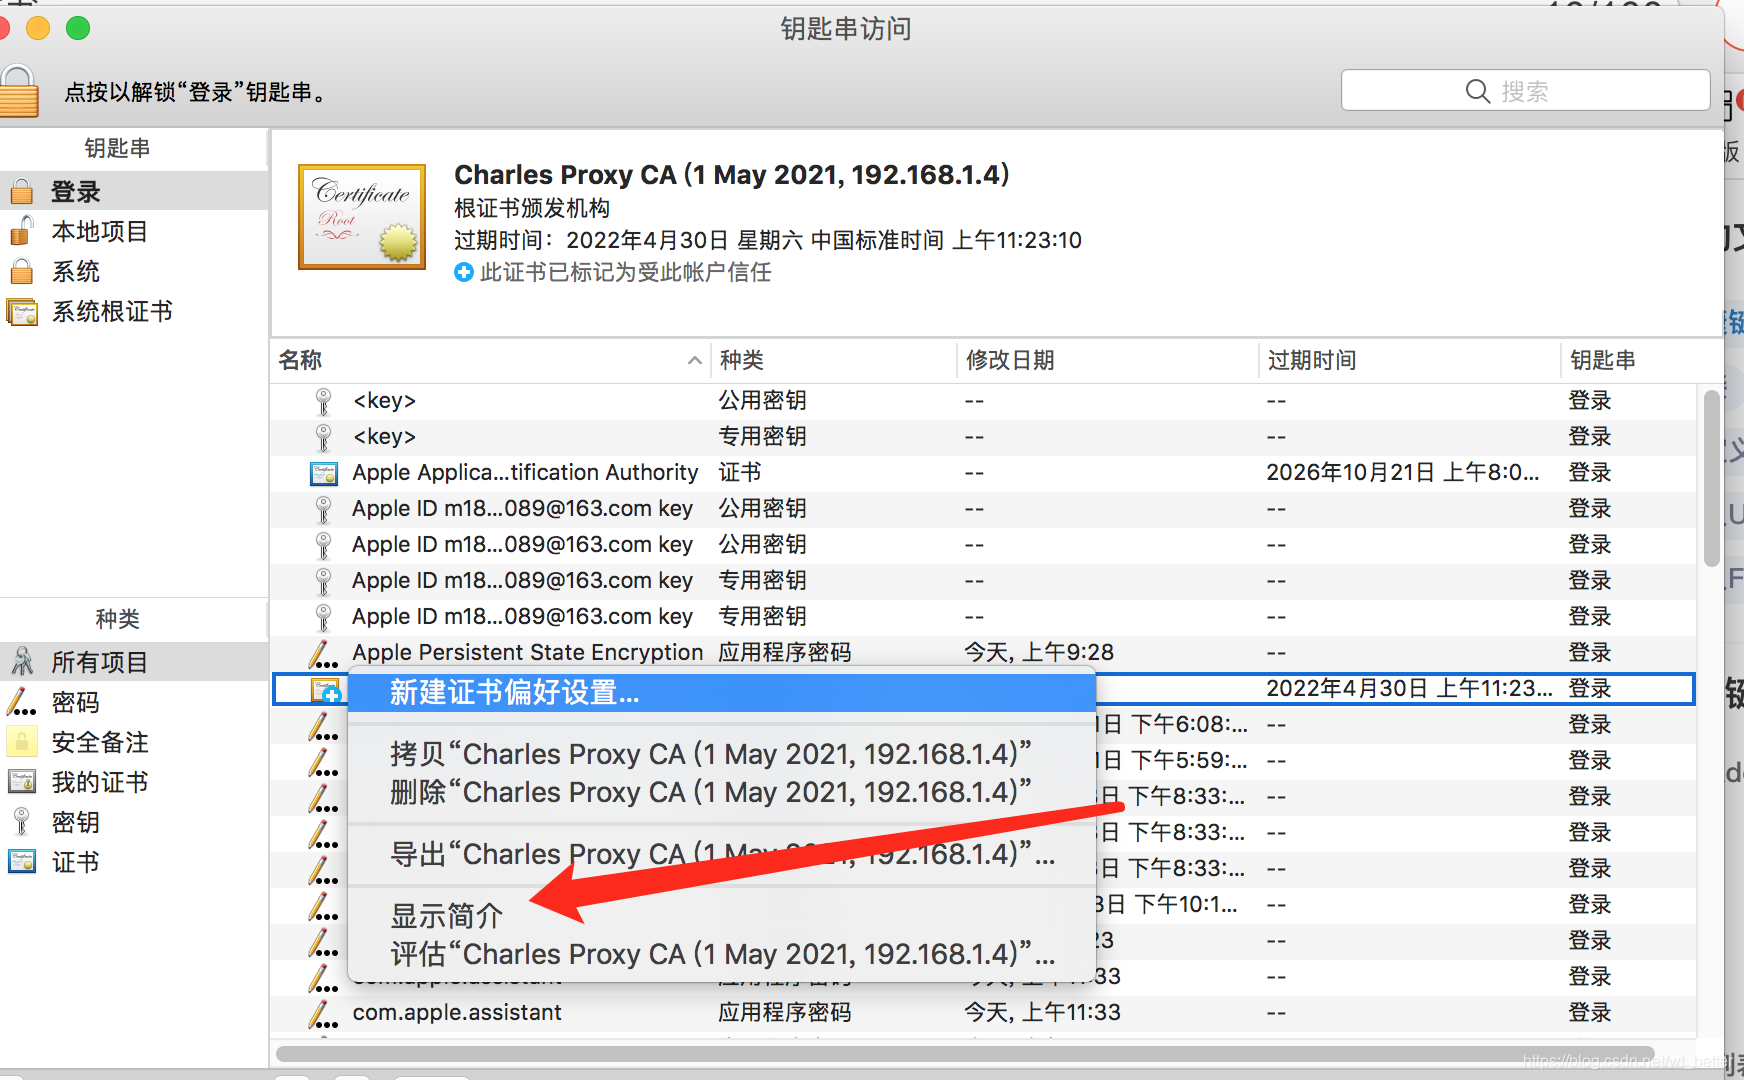 钥匙串访问
点按以解锁“登录”钥匙串。
搜索
钥匙串
登录
本地项目
系统
系统根证书
Certificate
Root
Charles Proxy CA (1 May 2021, 192.168.1.4)
根证书颁发机构
过期时间：2022年4月30日 星期六 中国标准时间 上午11:23:10
此证书已标记为受此帐户信任
名称 种类 修改日期 过期时间 钥匙串
<key> 公用密钥 -- -- 登录
<key> 专用密钥 -- -- 登录
Apple Applica...tification Authority 证书 -- 2026年10月21日 上午8:0... 登录
Apple ID m18...089@163.com key 公用密钥 -- -- 登录
Apple ID m18...089@163.com key 公用密钥 -- -- 登录
Apple ID m18...089@163.com key 专用密钥 -- -- 登录
Apple ID m18...089@163.com key 专用密钥 -- -- 登录
Apple Persistent State Encryption 应用程序密码 今天, 上午9:28 -- 登录
2022年4月30日 上午11:23... 登录
1日 下午6:08:... -- 登录
1日 下午5:59:... -- 登录
日 下午8:33:... -- 登录
日 下午8:33:... -- 登录
日 下午8:33:... -- 登录
3日 下午10:1... -- 登录
23 -- 登录
com.apple.assistant 应用程序密码 今天, 上午11:33 -- 登录
com.apple.assistant 应用程序密码 今天, 上午11:33 -- 登录
新建证书偏好设置...
拷贝“Charles Proxy CA (1 May 2021, 192.168.1.4)”
删除“Charles Proxy CA (1 May 2021, 192.168.1.4)”
导出“Charles Proxy CA (1 May 2021, 192.168.1.4)”...
显示简介
评估“Charles Proxy CA (1 May 2021, 192.168.1.4)”...
种类
所有项目
密码
安全备注
我的证书
密钥
证书
https://blog.csdn.net/wt_better